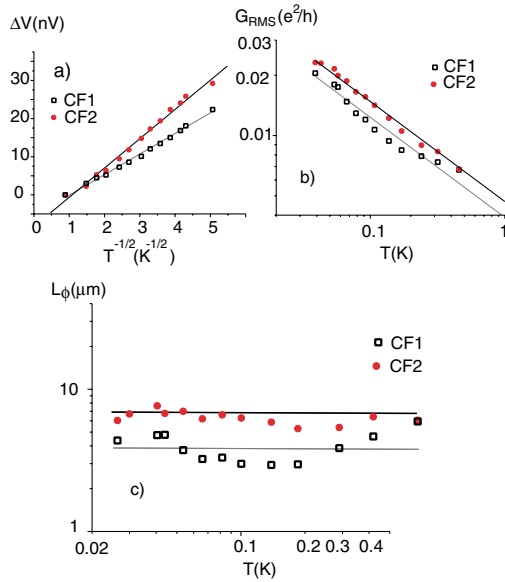 ΔV(nV)
a)
CF1
CF2
30
20
10
0
0 1 2 3 4 5
T^-1/2(K^-1/2)
G_RMS(e²/h)
0.03
0.02
0.01
b)
CF1
CF2
0.1 1
T(K)
L_ϕ(μm)
CF1
CF2
10
1
c)
0.02 0.1 0.2 0.3 0.4
T(K)